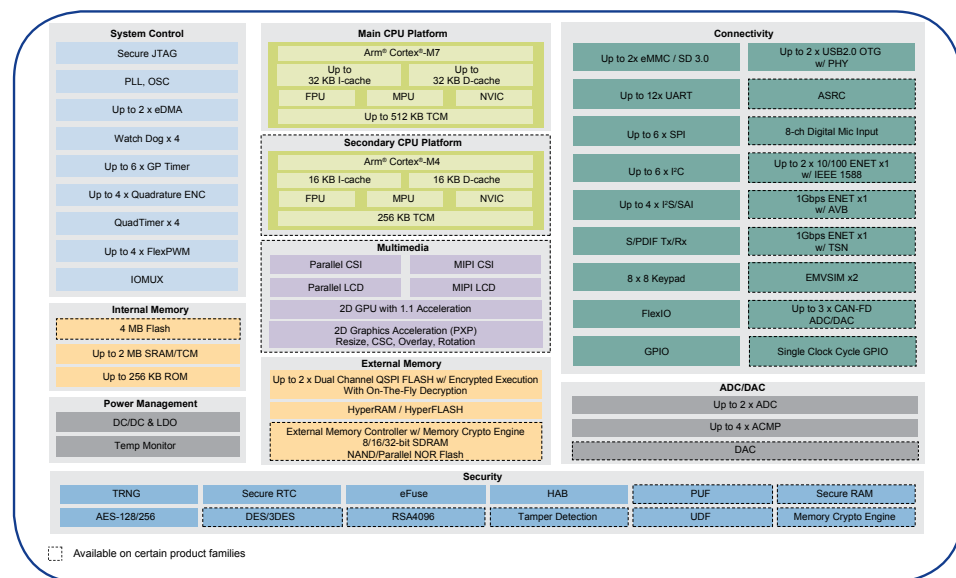 System Control
Secure JTAG
PLL, OSC
Up to 2 x eDMA
Watch Dog x 4
Up to 6 x GP Timer
Up to 4 x Quadrature ENC
QuadTimer x 4
Up to 4 x FlexPWM
IOMUX
Internal Memory
4 MB Flash
Up to 2 MB SRAM/TCM
Up to 256 KB ROM
Power Management
DC/DC & LDO
Temp Monitor
Main CPU Platform
Arm® Cortex®-M7
Up to
32 KB I-cache
Up to
32 KB D-cache
FPU
MPU
NVIC
Up to 512 KB TCM
Secondary CPU Platform
Arm® Cortex®-M4
16 KB I-cache
16 KB D-cache
FPU
MPU
NVIC
256 KB TCM
Multimedia
Parallel CSI
MIPI CSI
Parallel LCD
MIPI LCD
2D GPU with 1.1 Acceleration
2D Graphics Acceleration (PXP)
Resize, CSC, Overlay, Rotation
External Memory
Up to 2 x Dual Channel QSPI FLASH w/ Encrypted Execution
With On-The-Fly Decryption
HyperRAM / HyperFLASH
External Memory Controller w/ Memory Crypto Engine
8/16/32-bit SDRAM
NAND/Parallel NOR Flash
Connectivity
Up to 2x eMMC / SD 3.0
Up to 2 x USB2.0 OTG
w/ PHY
Up to 12x UART
ASRC
Up to 6 x SPI
8-ch Digital Mic Input
Up to 6 x I²C
Up to 2 x 10/100 ENET x1
w/ IEEE 1588
Up to 4 x I²S/SAI
1Gbps ENET x1
w/ AVB
S/PDIF Tx/Rx
1Gbps ENET x1
w/ TSN
8 x 8 Keypad
EMVSIM x2
FlexIO
Up to 3 x CAN-FD
ADC/DAC
GPIO
Single Clock Cycle GPIO
ADC/DAC
Up to 2 x ADC
Up to 4 x ACMP
DAC
Security
TRNG
Secure RTC
eFuse
HAB
PUF
Secure RAM
AES-128/256
DES/3DES
RSA4096
Tamper Detection
UDF
Memory Crypto Engine
Available on certain product families